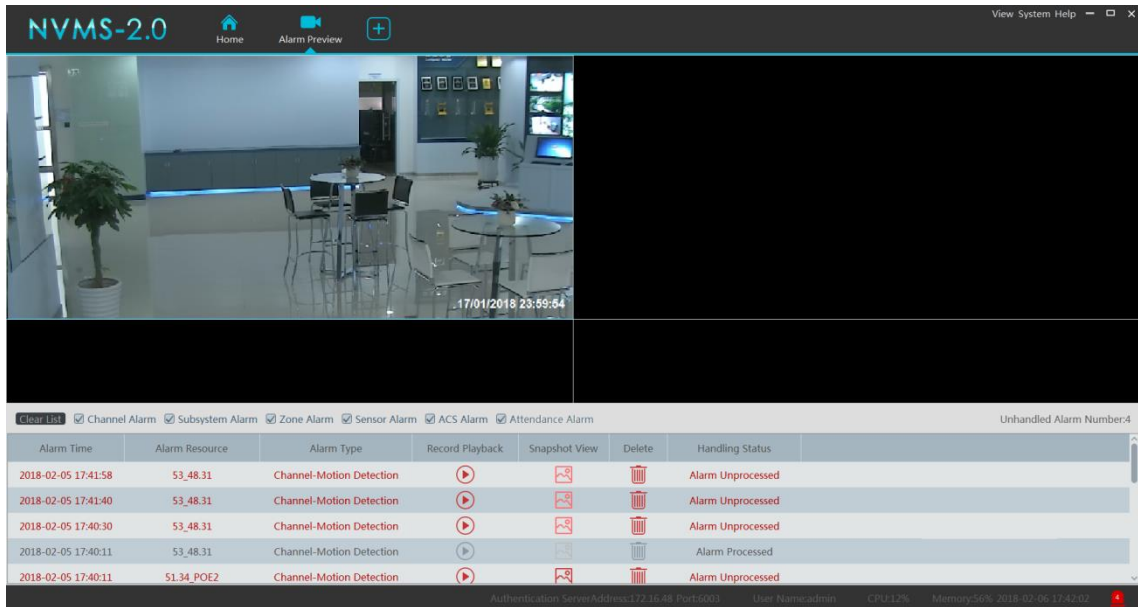 NVMS-2.0
Home
Alarm Preview
View System Help
17/01/2018 23:59:54
Clear List Channel Alarm Subsystem Alarm Zone Alarm Sensor Alarm ACS Alarm Attendance Alarm Unhandled Alarm Number:4
Alarm Time Alarm Resource Alarm Type Record Playback Snapshot View Delete Handling Status
2018-02-05 17:41:58 53_48.31 Channel-Motion Detection Alarm Unprocessed
2018-02-05 17:41:40 53_48.31 Channel-Motion Detection Alarm Unprocessed
2018-02-05 17:40:30 53_48.31 Channel-Motion Detection Alarm Unprocessed
2018-02-05 17:40:11 53_48.31 Channel-Motion Detection Alarm Processed
2018-02-05 17:40:11 51.34_POE2 Channel-Motion Detection Alarm Unprocessed
Authentication ServerAddress:172.16.48 Port:6003 User Name:admin CPU:12% Memory:56% 2018-02-06 17:42:02 4